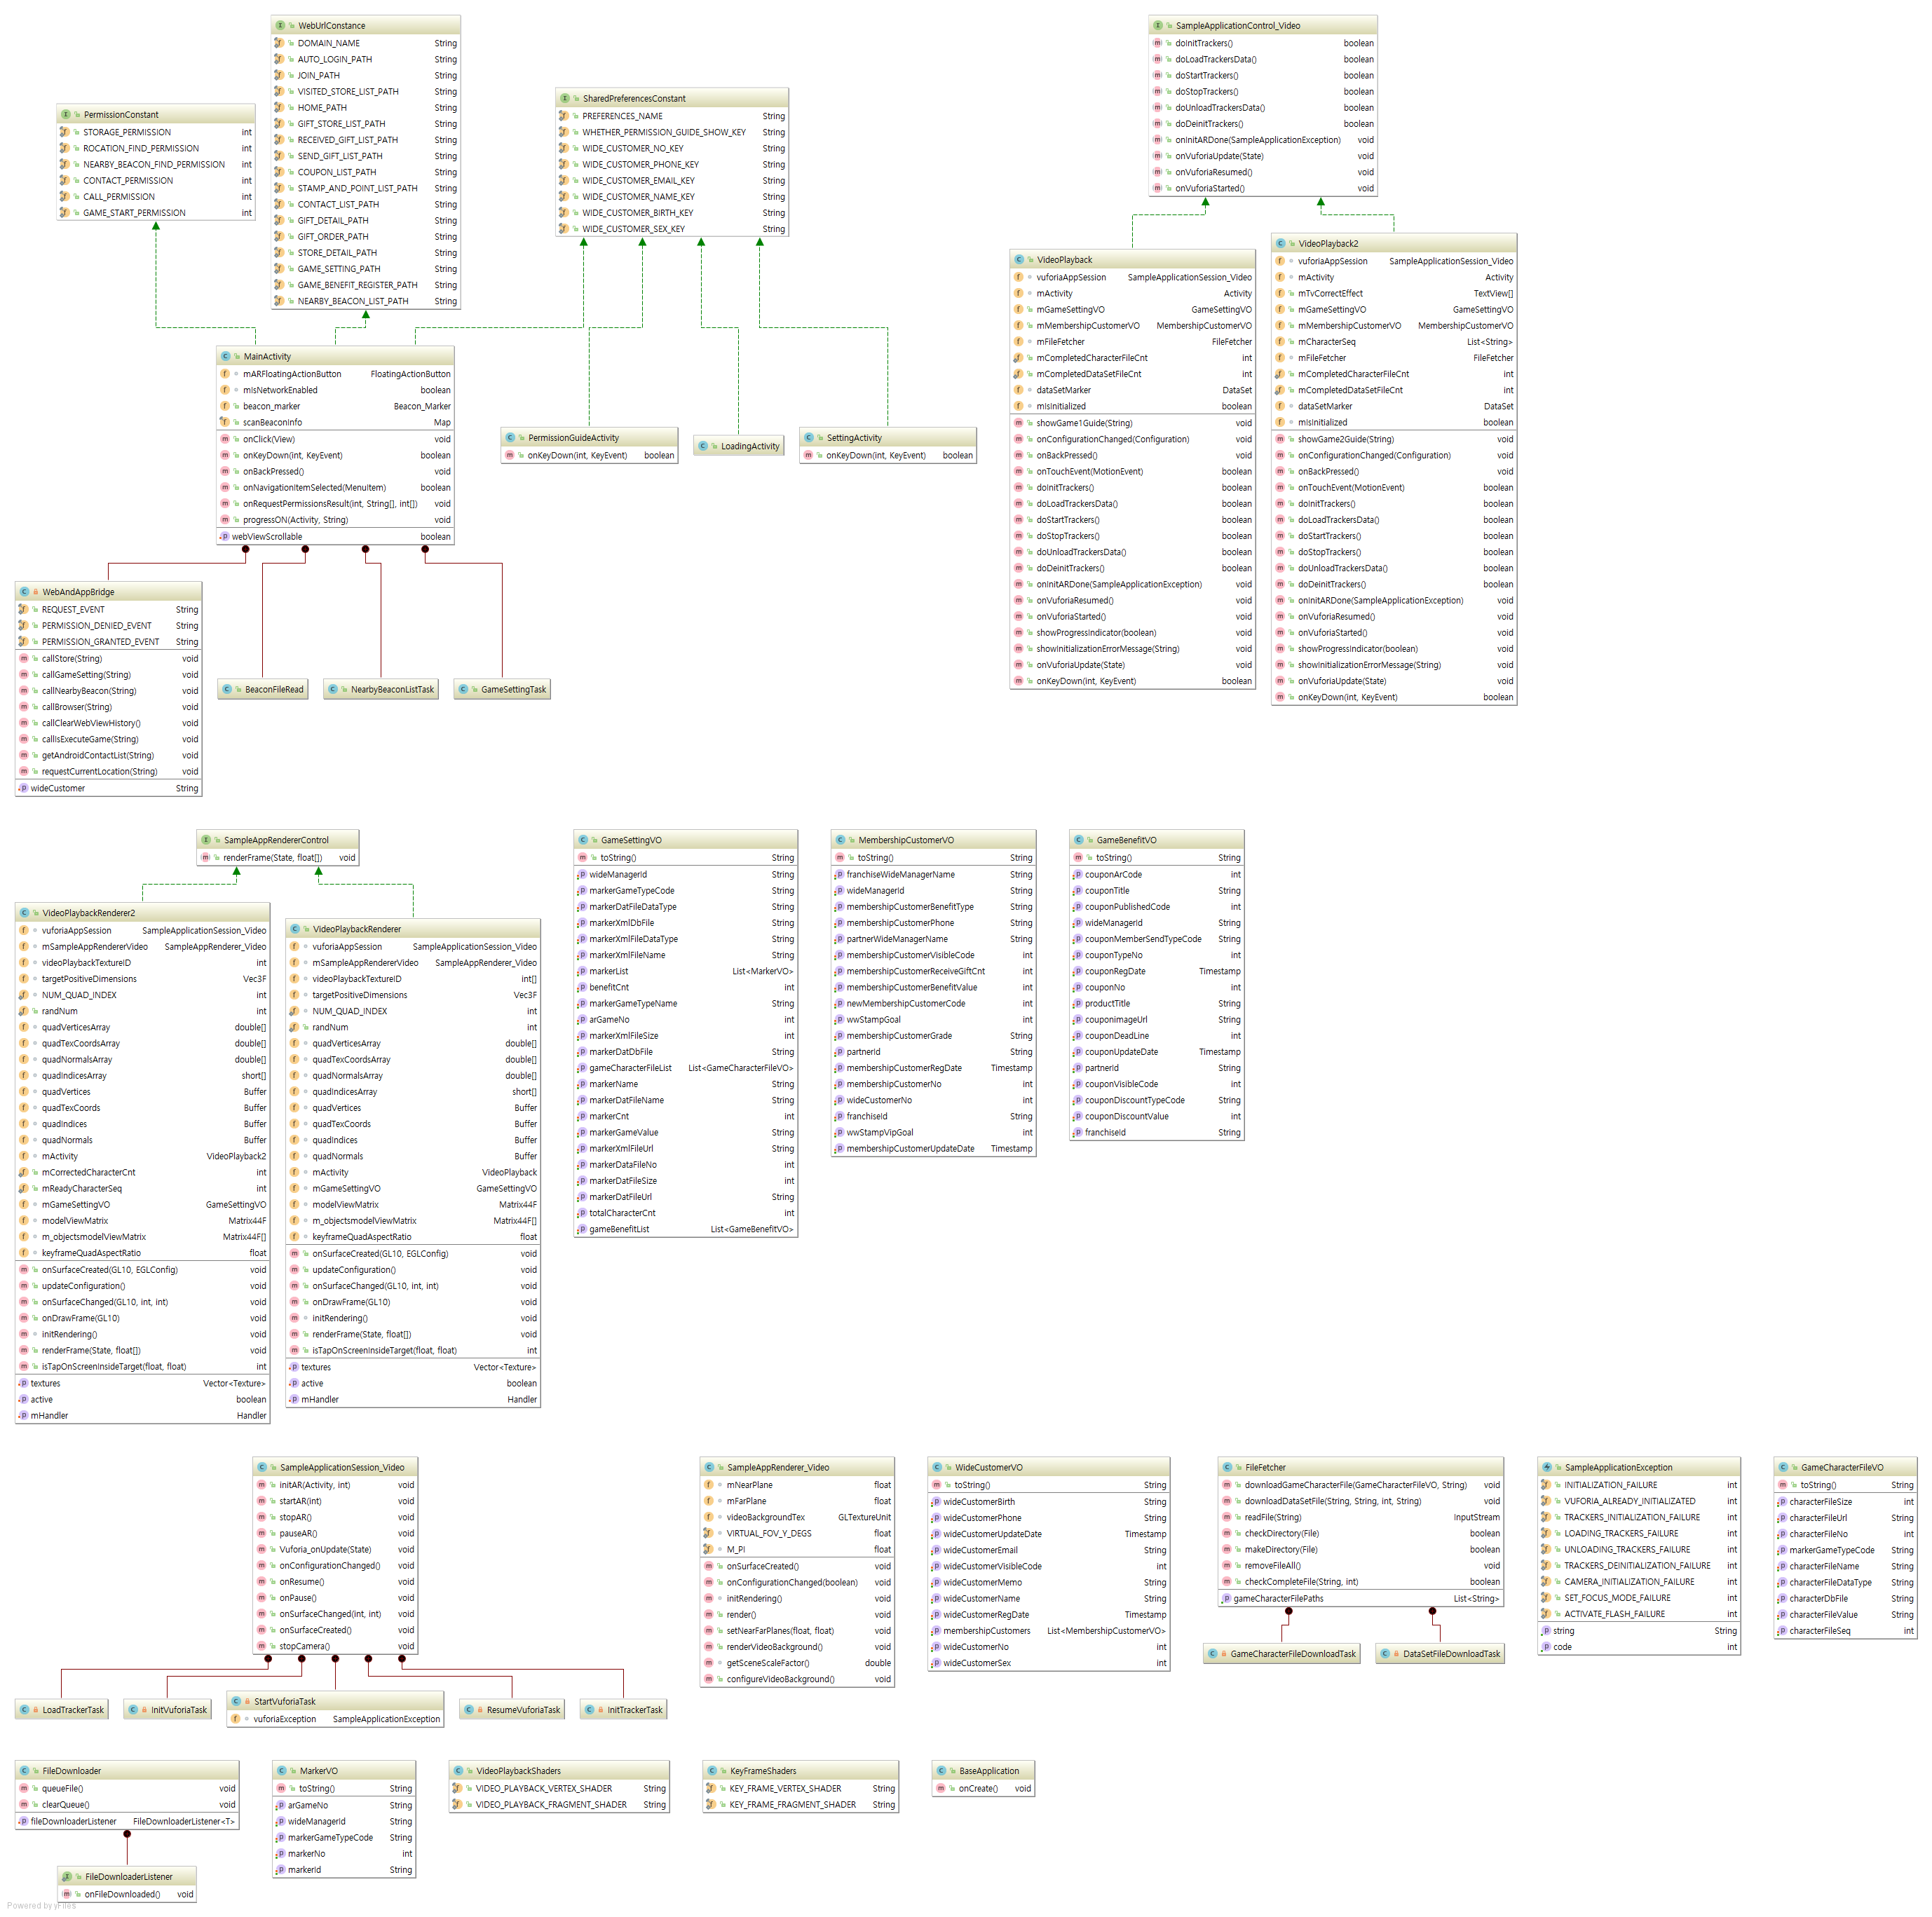 WebUrlConstance
DOMAIN_NAME String
AUTO_LOGIN_PATH String
JOIN_PATH String
VISITED_STORE_LIST_PATH String
HOME_PATH String
GIFT_STORE_LIST_PATH String
RECEIVED_GIFT_LIST_PATH String
SEND_GIFT_LIST_PATH String
COUPON_LIST_PATH String
STAMP_AND_POINT_LIST_PATH String
CONTACT_LIST_PATH String
GIFT_DETAIL_PATH String
GIFT_ORDER_PATH String
STORE_DETAIL_PATH String
GAME_SETTING_PATH String
GAME_BENEFIT_REGISTER_PATH String
NEARBY_BEACON_LIST_PATH String
SampleApplicationControl_Video
doInitTrackers() boolean
doLoadTrackersData() boolean
doStartTrackers() boolean
doStopTrackers() boolean
doUnloadTrackersData() boolean
doDeinitTrackers() boolean
onInitARDone(SampleApplicationException) void
onVuforiaUpdate(State) void
onVuforiaResumed() void
onVuforiaStarted() void
PermissionConstant
STORAGE_PERMISSION int
ROCATION_FIND_PERMISSION int
NEARBY_BEACON_FIND_PERMISSION int
CONTACT_PERMISSION int
CALL_PERMISSION int
GAME_START_PERMISSION int
SharedPreferencesConstant
PREFERENCES_NAME String
WHETHER_PERMISSION_GUIDE_SHOW_KEY String
WIDE_CUSTOMER_NO_KEY String
WIDE_CUSTOMER_PHONE_KEY String
WIDE_CUSTOMER_EMAIL_KEY String
WIDE_CUSTOMER_NAME_KEY String
WIDE_CUSTOMER_BIRTH_KEY String
WIDE_CUSTOMER_SEX_KEY String
VideoPlayback
vuforiaAppSession SampleApplicationSession_Video
mActivity Activity
mGameSettingVO GameSettingVO
mMembershipCustomerVO MembershipCustomerVO
mFileFetcher FileFetcher
mCompletedCharacterFileCnt int
mCompletedDataSetFileCnt int
dataSetMarker DataSet
mIsInitialized boolean
showGame1Guide(String) void
onConfigurationChanged(Configuration) void
onBackPressed() void
onTouchEvent(MotionEvent) boolean
doInitTrackers() boolean
doLoadTrackersData() boolean
doStartTrackers() boolean
doStopTrackers() boolean
doUnloadTrackersData() boolean
doDeinitTrackers() boolean
onInitARDone(SampleApplicationException) void
onVuforiaResumed() void
onVuforiaStarted() void
showProgressIndicator(boolean) void
showInitializationErrorMessage(String) void
onVuforiaUpdate(State) void
onKeyDown(int, KeyEvent) boolean
VideoPlayback2
vuforiaAppSession SampleApplicationSession_Video
mActivity Activity
mTvCorrectEffect TextView[]
mGameSettingVO GameSettingVO
mMembershipCustomerVO MembershipCustomerVO
mCharacterSeq List<String>
mFileFetcher FileFetcher
mCompletedCharacterFileCnt int
mCompletedDataSetFileCnt int
dataSetMarker DataSet
mIsInitialized boolean
showGame2Guide(String) void
onConfigurationChanged(Configuration) void
onBackPressed() void
onTouchEvent(MotionEvent) boolean
doInitTrackers() boolean
doLoadTrackersData() boolean
doStartTrackers() boolean
doStopTrackers() boolean
doUnloadTrackersData() boolean
doDeinitTrackers() boolean
onInitARDone(SampleApplicationException) void
onVuforiaResumed() void
onVuforiaStarted() void
showProgressIndicator(boolean) void
showInitializationErrorMessage(String) void
onVuforiaUpdate(State) void
onKeyDown(int, KeyEvent) boolean
MainActivity
mARFloatingActionButton FloatingActionButton
mIsNetworkEnabled boolean
beacon_marker Beacon_Marker
scanBeaconInfo Map
onClick(View) void
onKeyDown(int, KeyEvent) boolean
onBackPressed() void
onNavigationItemSelected(MenuItem) boolean
onRequestPermissionsResult(int, String[], int[]) void
progressON(Activity, String) void
webViewScrollable boolean
PermissionGuideActivity
onKeyDown(int, KeyEvent) boolean
LoadingActivity
SettingActivity
onKeyDown(int, KeyEvent) boolean
WebAndAppBridge
REQUEST_EVENT String
PERMISSION_DENIED_EVENT String
PERMISSION_GRANTED_EVENT String
callStore(String) void
callGameSetting(String) void
callNearbyBeacon(String) void
callBrowser(String) void
callClearWebViewHistory() void
callIsExecuteGame(String) void
getAndroidContactList(String) void
requestCurrentLocation(String) void
wideCustomer String
BeaconFileRead
NearbyBeaconListTask
GameSettingTask
SampleAppRendererControl
renderFrame(State, float[]) void
VideoPlaybackRenderer2
vuforiaAppSession SampleApplicationSession_Video
mSampleAppRendererVideo SampleAppRenderer_Video
videoPlaybackTextureID int
targetPositiveDimensions Vec3F
NUM_QUAD_INDEX int
randNum int
quadVerticesArray double[]
quadTexCoordsArray double[]
quadNormalsArray double[]
quadIndicesArray short[]
quadVertices Buffer
quadTexCoords Buffer
quadIndices Buffer
quadNormals Buffer
mActivity VideoPlayback2
mCorrectedCharacterCnt int
mReadyCharacterSeq int
mGameSettingVO GameSettingVO
modelViewMatrix Matrix44F
m_objectsmodelViewMatrix Matrix44F[]
keyframeQuadAspectRatio float
onSurfaceCreated(GL10, EGLConfig) void
updateConfiguration() void
onSurfaceChanged(GL10, int, int) void
onDrawFrame(GL10) void
initRendering() void
renderFrame(State, float[]) void
isTapOnScreenInsideTarget(float, float) int
textures Vector<Texture>
active boolean
mHandler Handler
VideoPlaybackRenderer
vuforiaAppSession SampleApplicationSession_Video
mSampleAppRendererVideo SampleAppRenderer_Video
videoPlaybackTextureID int[]
targetPositiveDimensions Vec3F
NUM_QUAD_INDEX int
randNum int
quadVerticesArray double[]
quadTexCoordsArray double[]
quadNormalsArray double[]
quadIndicesArray short[]
quadVertices Buffer
quadTexCoords Buffer
quadIndices Buffer
quadNormals Buffer
mActivity VideoPlayback
mGameSettingVO GameSettingVO
modelViewMatrix Matrix44F
m_objectsmodelViewMatrix Matrix44F[]
keyframeQuadAspectRatio float
onSurfaceCreated(GL10, EGLConfig) void
updateConfiguration() void
onSurfaceChanged(GL10, int, int) void
onDrawFrame(GL10) void
initRendering() void
renderFrame(State, float[]) void
isTapOnScreenInsideTarget(float, float) int
textures Vector<Texture>
active boolean
mHandler Handler
GameSettingVO
toString() String
wideManagerId String
markerGameTypeCode String
markerDatFileDataType String
markerXmlDbFile String
markerXmlFileDataType String
markerXmlFileName String
markerList List<MarkerVO>
benefitCnt int
markerGameTypeName String
arGameNo int
markerXmlFileSize int
markerDatDbFile String
gameCharacterFileList List<GameCharacterFileVO>
markerName String
markerDatFileName String
markerCnt int
markerGameValue String
markerXmlFileUrl String
markerDataFileNo int
markerDatFileSize int
markerDatFileUrl String
totalCharacterCnt int
gameBenefitList List<GameBenefitVO>
MembershipCustomerVO
toString() String
franchiseWideManagerName String
wideManagerId String
membershipCustomerBenefitType String
membershipCustomerPhone String
partnerWideManagerName String
membershipCustomerVisibleCode int
membershipCustomerReceiveGiftCnt int
membershipCustomerBenefitValue int
newMembershipCustomerCode int
wwStampGoal int
membershipCustomerGrade String
partnerId String
membershipCustomerRegDate Timestamp
membershipCustomerNo int
wideCustomerNo int
franchiseId String
wwStampVipGoal int
membershipCustomerUpdateDate Timestamp
GameBenefitVO
toString() String
couponArCode int
couponTitle String
couponPublishedCode int
wideManagerId String
couponMemberSendTypeCode String
couponTypeNo int
couponRegDate Timestamp
couponNo int
productTitle String
couponimageUrl String
couponDeadLine int
couponUpdateDate Timestamp
partnerId String
couponVisibleCode int
couponDiscountTypeCode String
couponDiscountValue int
franchiseId String
SampleApplicationSession_Video
initAR(Activity, int) void
startAR(int) void
stopAR() void
pauseAR() void
Vuforia_onUpdate(State) void
onConfigurationChanged() void
onResume() void
onPause() void
onSurfaceChanged(int, int) void
onSurfaceCreated() void
stopCamera() void
LoadTrackerTask
InitVuforiaTask
StartVuforiaTask
vuforiaException SampleApplicationException
ResumeVuforiaTask
InitTrackerTask
SampleAppRenderer_Video
mNearPlane float
mFarPlane float
videoBackgroundTex GLTextureUnit
VIRTUAL_FOV_Y_DEGS float
M_PI float
onSurfaceCreated() void
onConfigurationChanged(boolean) void
initRendering() void
render() void
setNearFarPlanes(float, float) void
renderVideoBackground() void
getSceneScaleFactor() double
configureVideoBackground() void
WideCustomerVO
toString() String
wideCustomerBirth String
wideCustomerPhone String
wideCustomerUpdateDate Timestamp
wideCustomerEmail String
wideCustomerVisibleCode int
wideCustomerMemo String
wideCustomerName String
wideCustomerRegDate Timestamp
membershipCustomers List<MembershipCustomerVO>
wideCustomerNo int
wideCustomerSex int
FileFetcher
downloadGameCharacterFile(GameCharacterFileVO, String) void
downloadDataSetFile(String, String, int, String) void
readFile(String) InputStream
checkDirectory(File) boolean
makeDirectory(File) boolean
removeFileAll() void
checkCompleteFile(String, int) boolean
gameCharacterFilePaths List<String>
GameCharacterFileDownloadTask
DataSetFileDownloadTask
SampleApplicationException
INITIALIZATION_FAILURE int
VUFORIA_ALREADY_INITIALIZATED int
TRACKERS_INITIALIZATION_FAILURE int
LOADING_TRACKERS_FAILURE int
UNLOADING_TRACKERS_FAILURE int
TRACKERS_DEINITIALIZATION_FAILURE int
CAMERA_INITIALIZATION_FAILURE int
SET_FOCUS_MODE_FAILURE int
ACTIVATE_FLASH_FAILURE int
string String
code int
GameCharacterFileVO
toString() String
characterFileSize int
characterFileUrl String
characterFileNo int
markerGameTypeCode String
characterFileName String
characterFileDataType String
characterDbFile String
characterFileValue String
characterFileSeq int
FileDownloader
queueFile() void
clearQueue() void
fileDownloaderListener FileDownloaderListener<T>
FileDownloaderListener
onFileDownloaded() void
MarkerVO
toString() String
arGameNo String
wideManagerId String
markerGameTypeCode String
markerNo int
markerId String
VideoPlaybackShaders
VIDEO_PLAYBACK_VERTEX_SHADER String
VIDEO_PLAYBACK_FRAGMENT_SHADER String
KeyFrameShaders
KEY_FRAME_VERTEX_SHADER String
KEY_FRAME_FRAGMENT_SHADER String
BaseApplication
onCreate() void
Powered by yFiles